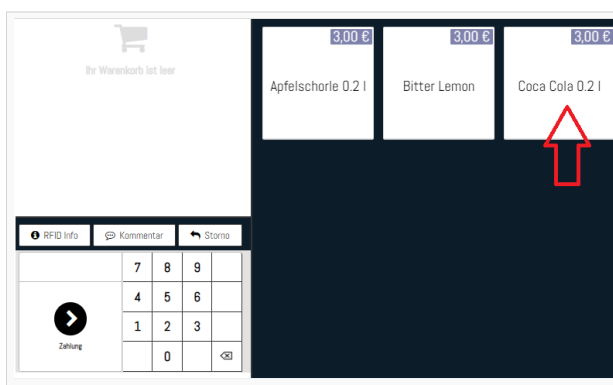 Ihr Warenkorb ist leer
3,00 €
Apfelschorle 0.2 l
3,00 €
Bitter Lemon
3,00 €
Coca Cola 0.2 l
RFID Info
Kommentar
Storno
7 8 9
4 5 6
1 2 3
0
Zahlung